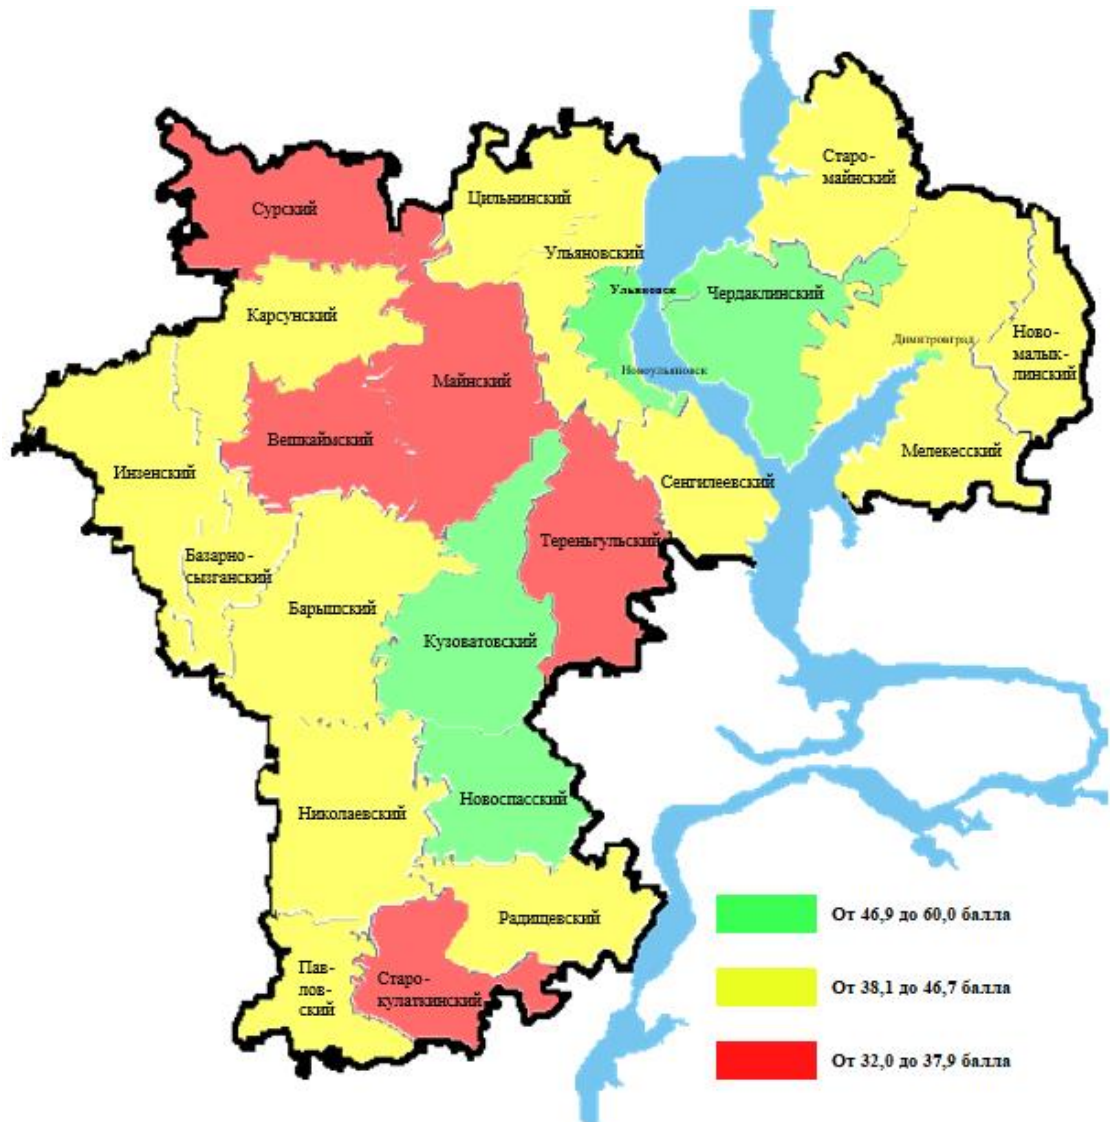 Старо-
майнский
Сурский
Цильнинский
Ульяновский
Ульяновск
Чердаклинский
Карсунский
Димитровград
Ново-
малык-
линский
Новоульяновск
Майнский
Вешкаймский
Мелекесский
Инзенский
Сенгилеевский
Тереньгульский
Базарно-
сызганский
Барышский
Кузоватовский
Новоспасский
Николаевский
Радищевский
Пав-
лов-
ский
Старо-
кулаткинский
От 46,9 до 60,0 балла
От 38,1 до 46,7 балла
От 32,0 до 37,9 балла